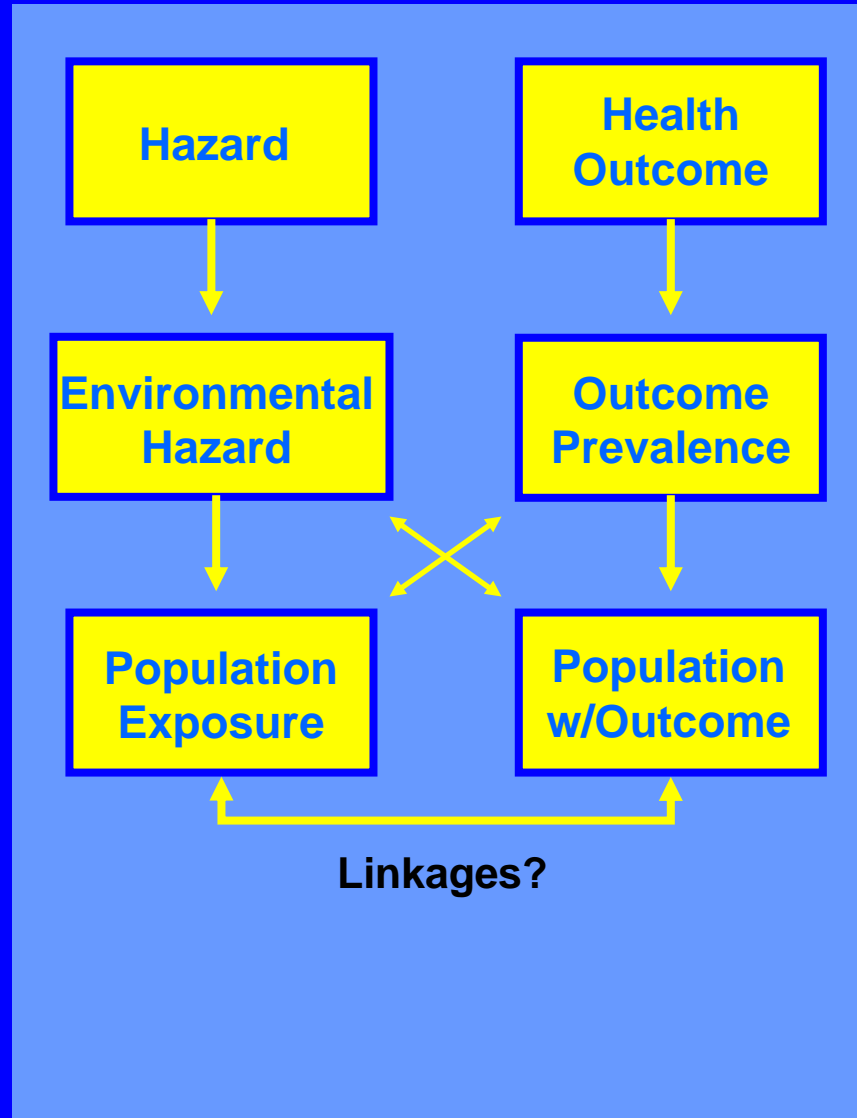 Hazard
Health
Outcome
Environmental
Hazard
Outcome
Prevalence
Population
Exposure
Population
w/Outcome
Linkages?